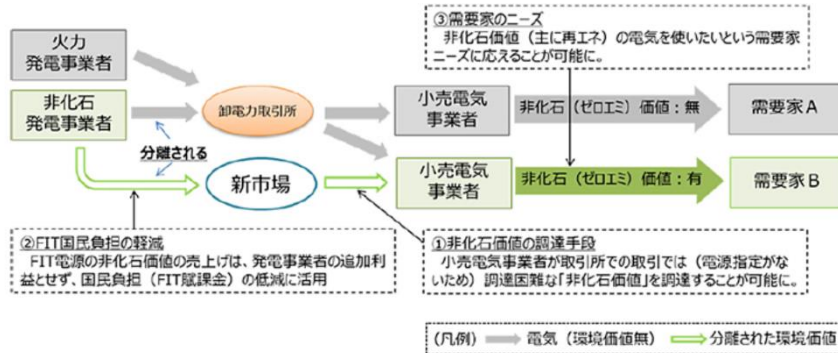 ③需要家のニーズ
非化石価値（主に再エネ）の電気を使いたいという需要家
ニーズに応えることが可能に。
火力
発電事業者
非化石
発電事業者
卸電力取引所
小売電気
事業者
非化石（ゼロエミ）価値：無
需要家A
分離される
新市場
小売電気
事業者
非化石（ゼロエミ）価値：有
需要家B
②FIT国民負担の軽減
FIT電源の非化石価値の売上げは、発電事業者の追加利
益とせず、国民負担（FIT賦課金）の低減に活用
①非化石価値の調達手段
小売電気事業者が取引所での取引では（電源指定がな
いため）調達困難な「非化石価値」を調達することが可能に。
(凡例)
電気（環境価値無）
分離された環境価値